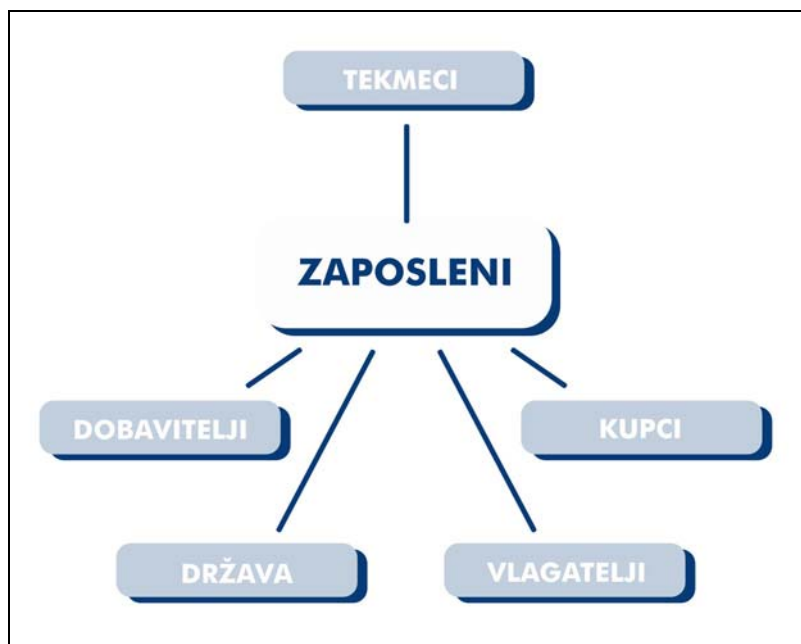 TEKMECI
ZAPOSLENI
DOBAVITELJI
KUPCI
DRŽAVA
VLAGATELJI